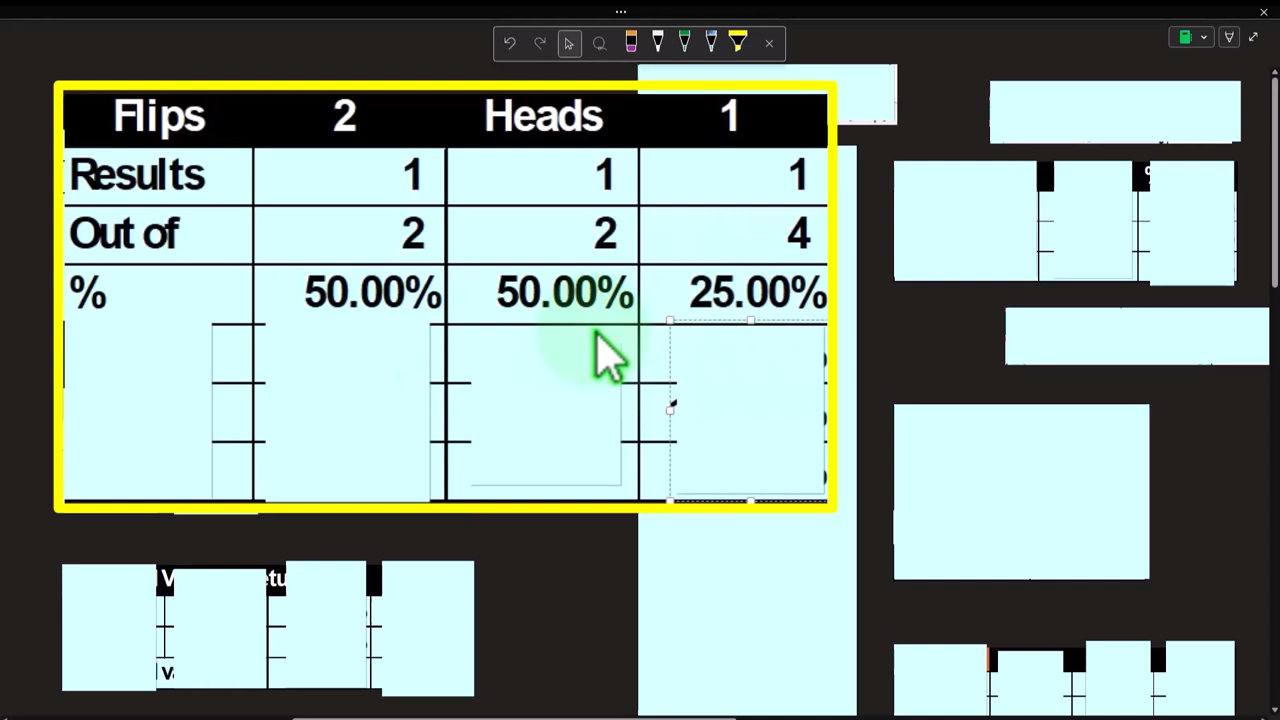 Flips 2 Heads 1
Results 1 1 1
Out of 2 2 4
% 50.00% 50.00% 25.00%